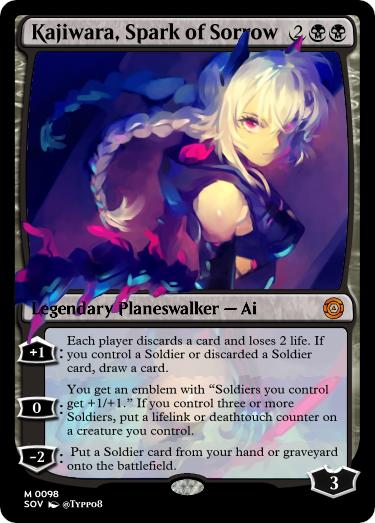 Kajiwara, Spark of Sorrow 2
Legendary Planeswalker — Ai
+1: Each player discards a card and loses 2 life. If
you control a Soldier or discarded a Soldier
card, draw a card.
0: You get an emblem with “Soldiers you control
get +1/+1.” If you control three or more
Soldiers, put a lifelink or deathtouch counter on
a creature you control.
-2: Put a Soldier card from your hand or graveyard
onto the battlefield.
3
M 0098
SOV @Typpo8